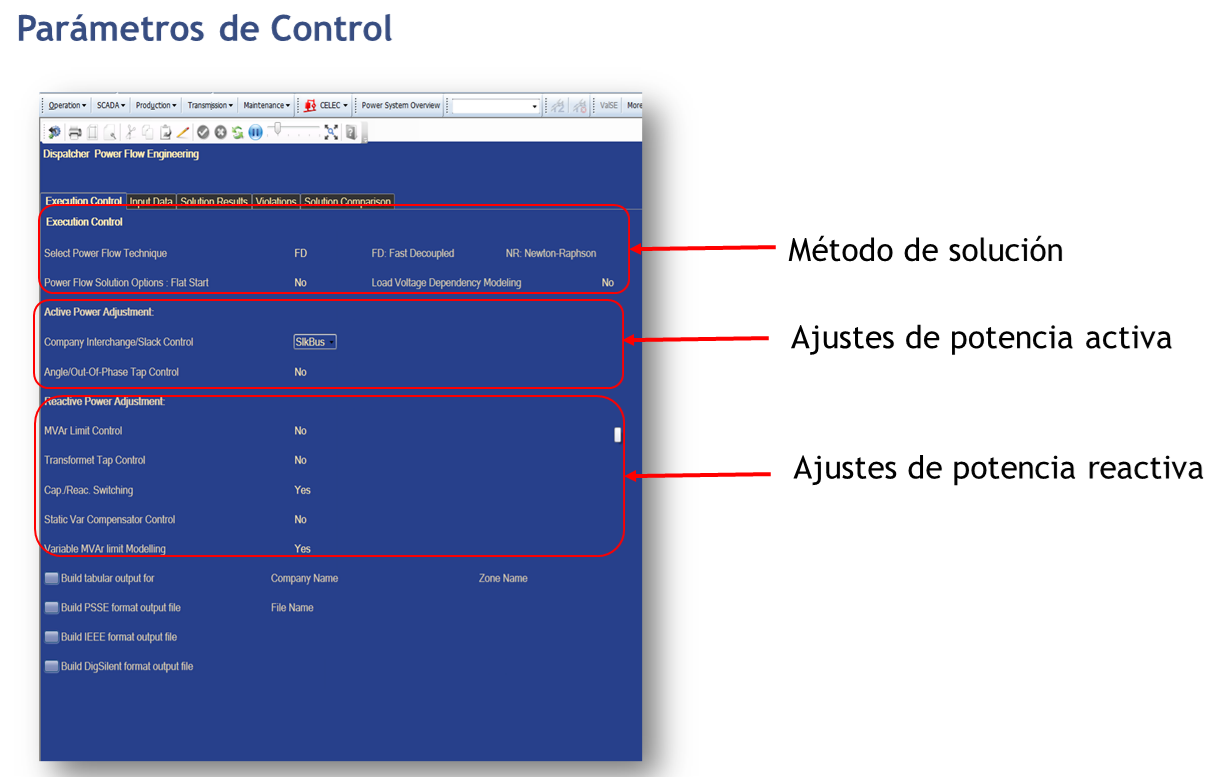 Parámetros de Control
Operation SCADA Production Transmission Maintenance CELEC Power System Overview ValSE More
Dispatcher Power Flow Engineering
Execution Control Input Data Solution Results Violations Solution Comparison
Execution Control
Select Power Flow Technique FD FD: Fast Decoupled NR: Newton-Raphson
Método de solución
Power Flow Solution Options : Flat Start No Load Voltage Dependency Modeling No
Active Power Adjustment:
Company Interchange/Slack Control SlkBus
Ajustes de potencia activa
Angle/Out-Of-Phase Tap Control No
Reactive Power Adjustment:
MVAr Limit Control No
Transformet Tap Control No
Ajustes de potencia reactiva
Cap./Reac. Switching Yes
Static Var Compensator Control No
Variable MVAr limit Modelling Yes
Build tabular output for Company Name Zone Name
Build PSSE format output file File Name
Build IEEE format output file
Build DigSilent format output file